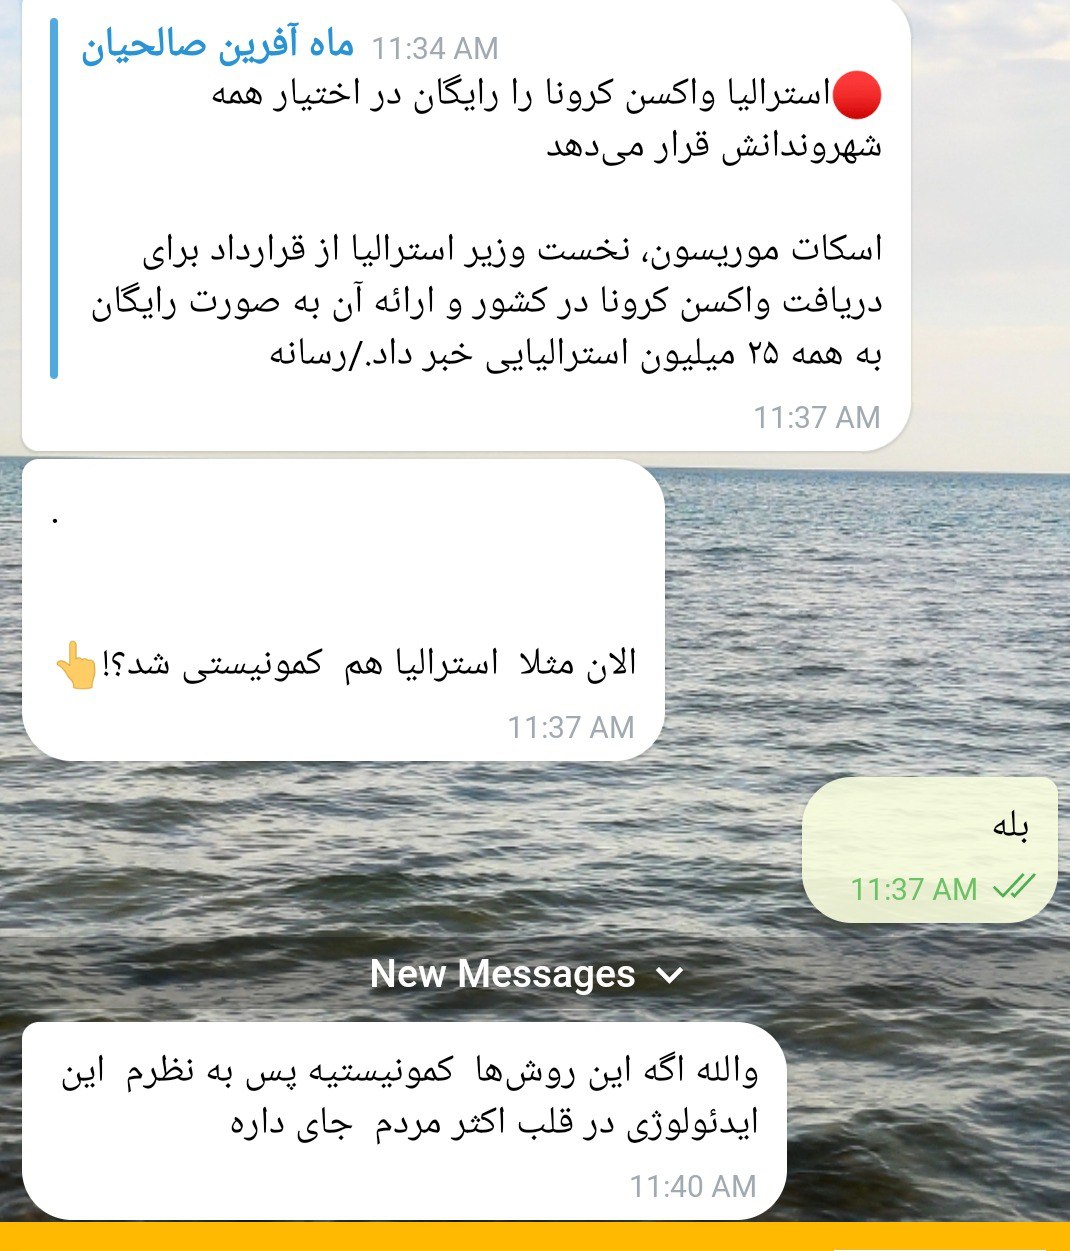 ماه آفرین صالحیان 11:34 AM
🔴استرالیا واکسن کرونا را رایگان در اختیار همه
شهروندانش قرار می‌دهد
اسکات موریسون، نخست وزیر استرالیا از قرارداد برای
دریافت واکسن کرونا در کشور و ارائه آن به صورت رایگان
به همه ۲۵ میلیون استرالیایی خبر داد./رسانه
11:37 AM
.
الان مثلا استرالیا هم کمونیستی شد؟!👆
11:37 AM
بله
11:37 AM
New Messages
والله اگه این روش‌ها کمونیستیه پس به نظرم این
ایدئولوژی در قلب اکثر مردم جای داره
11:40 AM